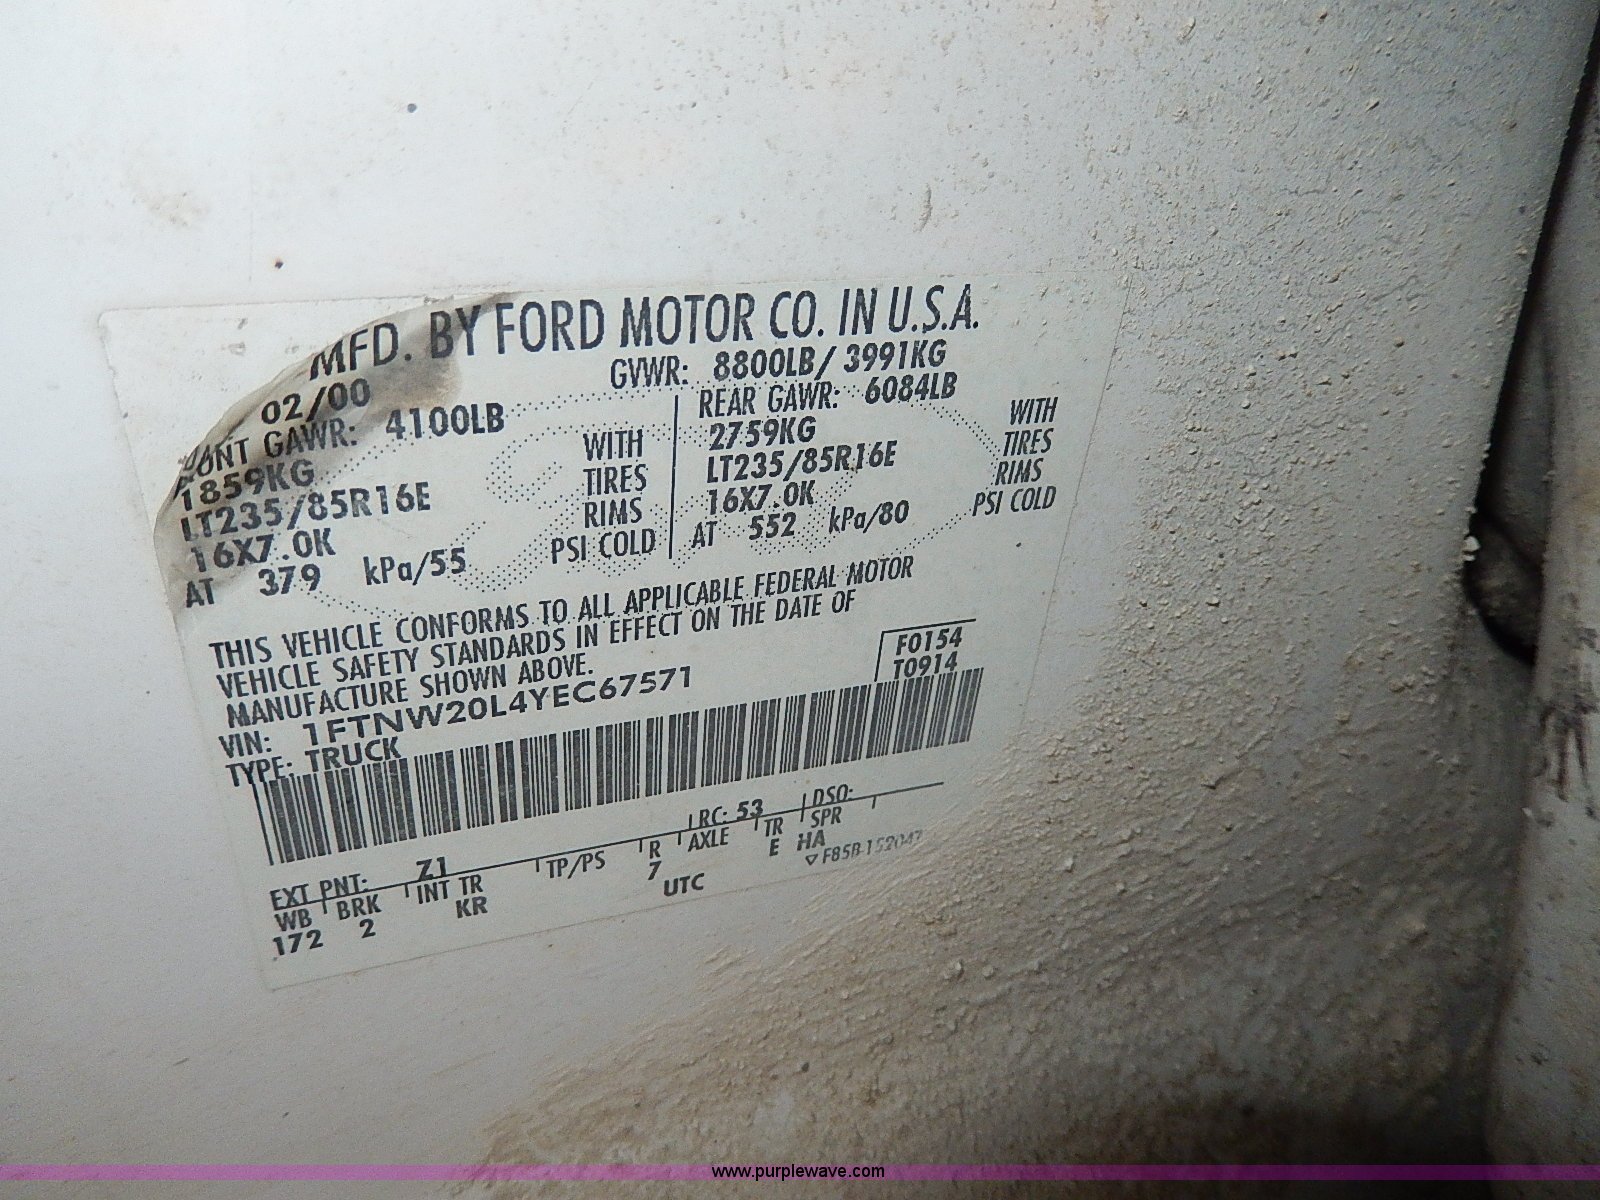 MFD. BY FORD MOTOR CO. IN U.S.A.
02/00 GVWR: 8800LB/ 3991KG
FRONT GAWR: 4100LB REAR GAWR: 6084LB
1859KG WITH 2759KG WITH
LT235/85R16E TIRES LT235/85R16E TIRES
16X7.0K RIMS 16X7.0K RIMS
AT 379 kPa/55 PSI COLD AT 552 kPa/80 PSI COLD
THIS VEHICLE CONFORMS TO ALL APPLICABLE FEDERAL MOTOR
VEHICLE SAFETY STANDARDS IN EFFECT ON THE DATE OF
MANUFACTURE SHOWN ABOVE.
F0154
VIN: 1FTNW20L4YEC67571
T0914
TYPE: TRUCK
EXT PNT: Z1 RC: 53 DSO:
WB BRK INT TR TP/PS R AXLE TR SPR
172 2 KR 7 E HA
UTC
▽F85B-152047
www.purplewave.com